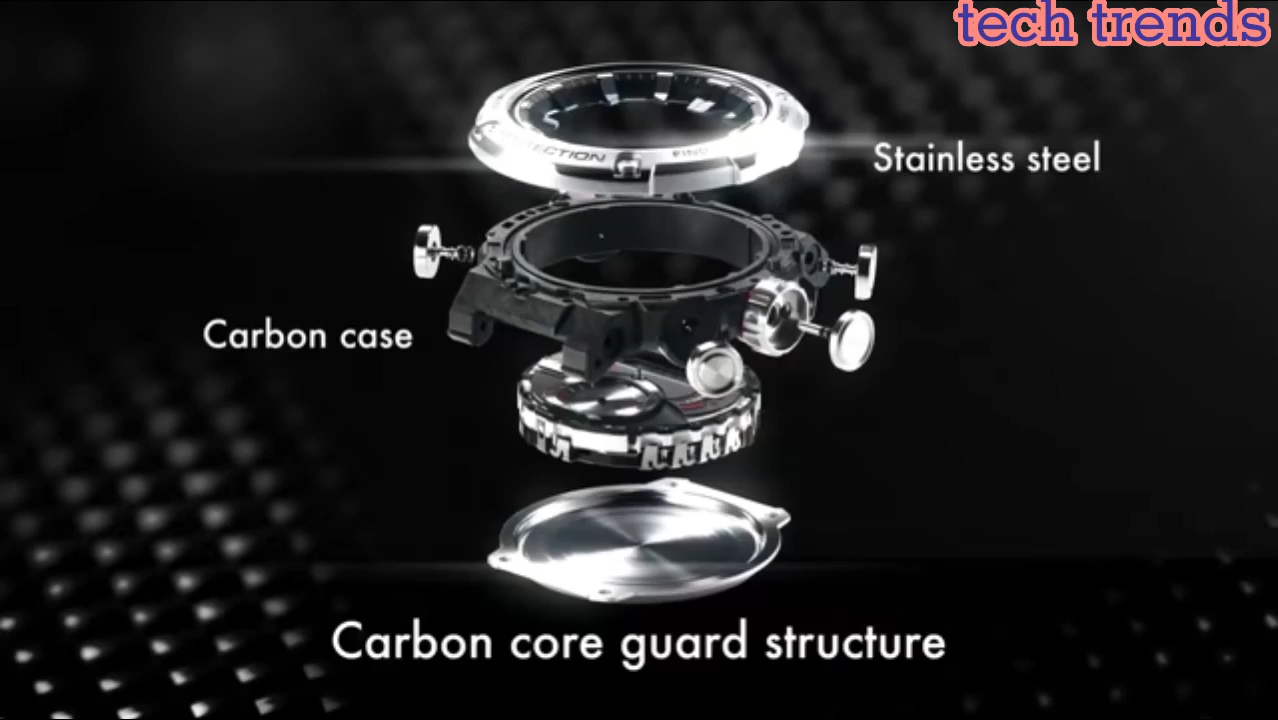 tech trends
Stainless steel
Carbon case
Carbon core guard structure